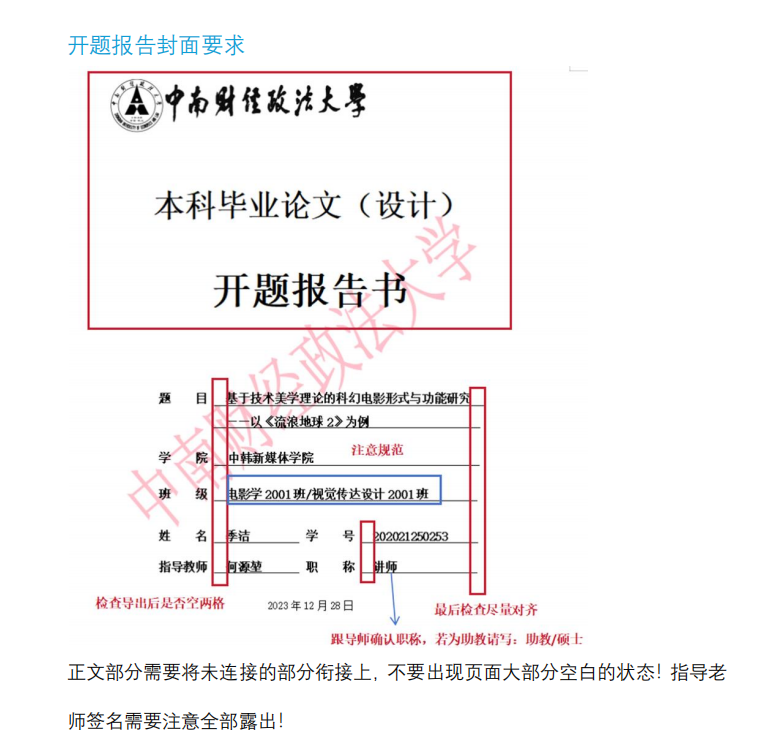 开题报告封面要求
中南财经政法大学
本科毕业论文（设计）
开题报告书
中南财经政法大学
题 目 基于技术美学理论的科幻电影形式与功能研究
——以《流浪地球 2》为例
学 院 中韩新媒体学院 注意规范
班 级 电影学 2001 班/视觉传达设计 2001 班
姓 名 季洁 学 号 202021250253
指导教师 何源堃 职 称 讲师
检查导出后是否空两格 2023 年 12 月 28 日 最后检查尽量对齐
跟导师确认职称，若为助教请写：助教/硕士
正文部分需要将未连接的部分衔接上，不要出现页面大部分空白的状态！指导老
师签名需要注意全部露出！